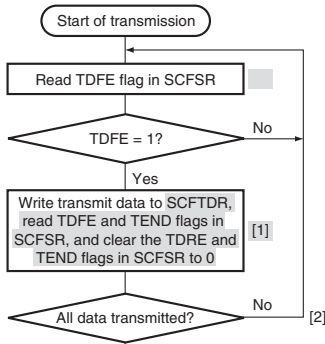 Start of transmission
Read TDFE flag in SCFSR
TDFE = 1?
No
Yes
Write transmit data to SCFTDR,
read TDFE and TEND flags in
SCFSR, and clear the TDRE and
TEND flags in SCFSR to 0
[1]
All data transmitted?
No
[2]